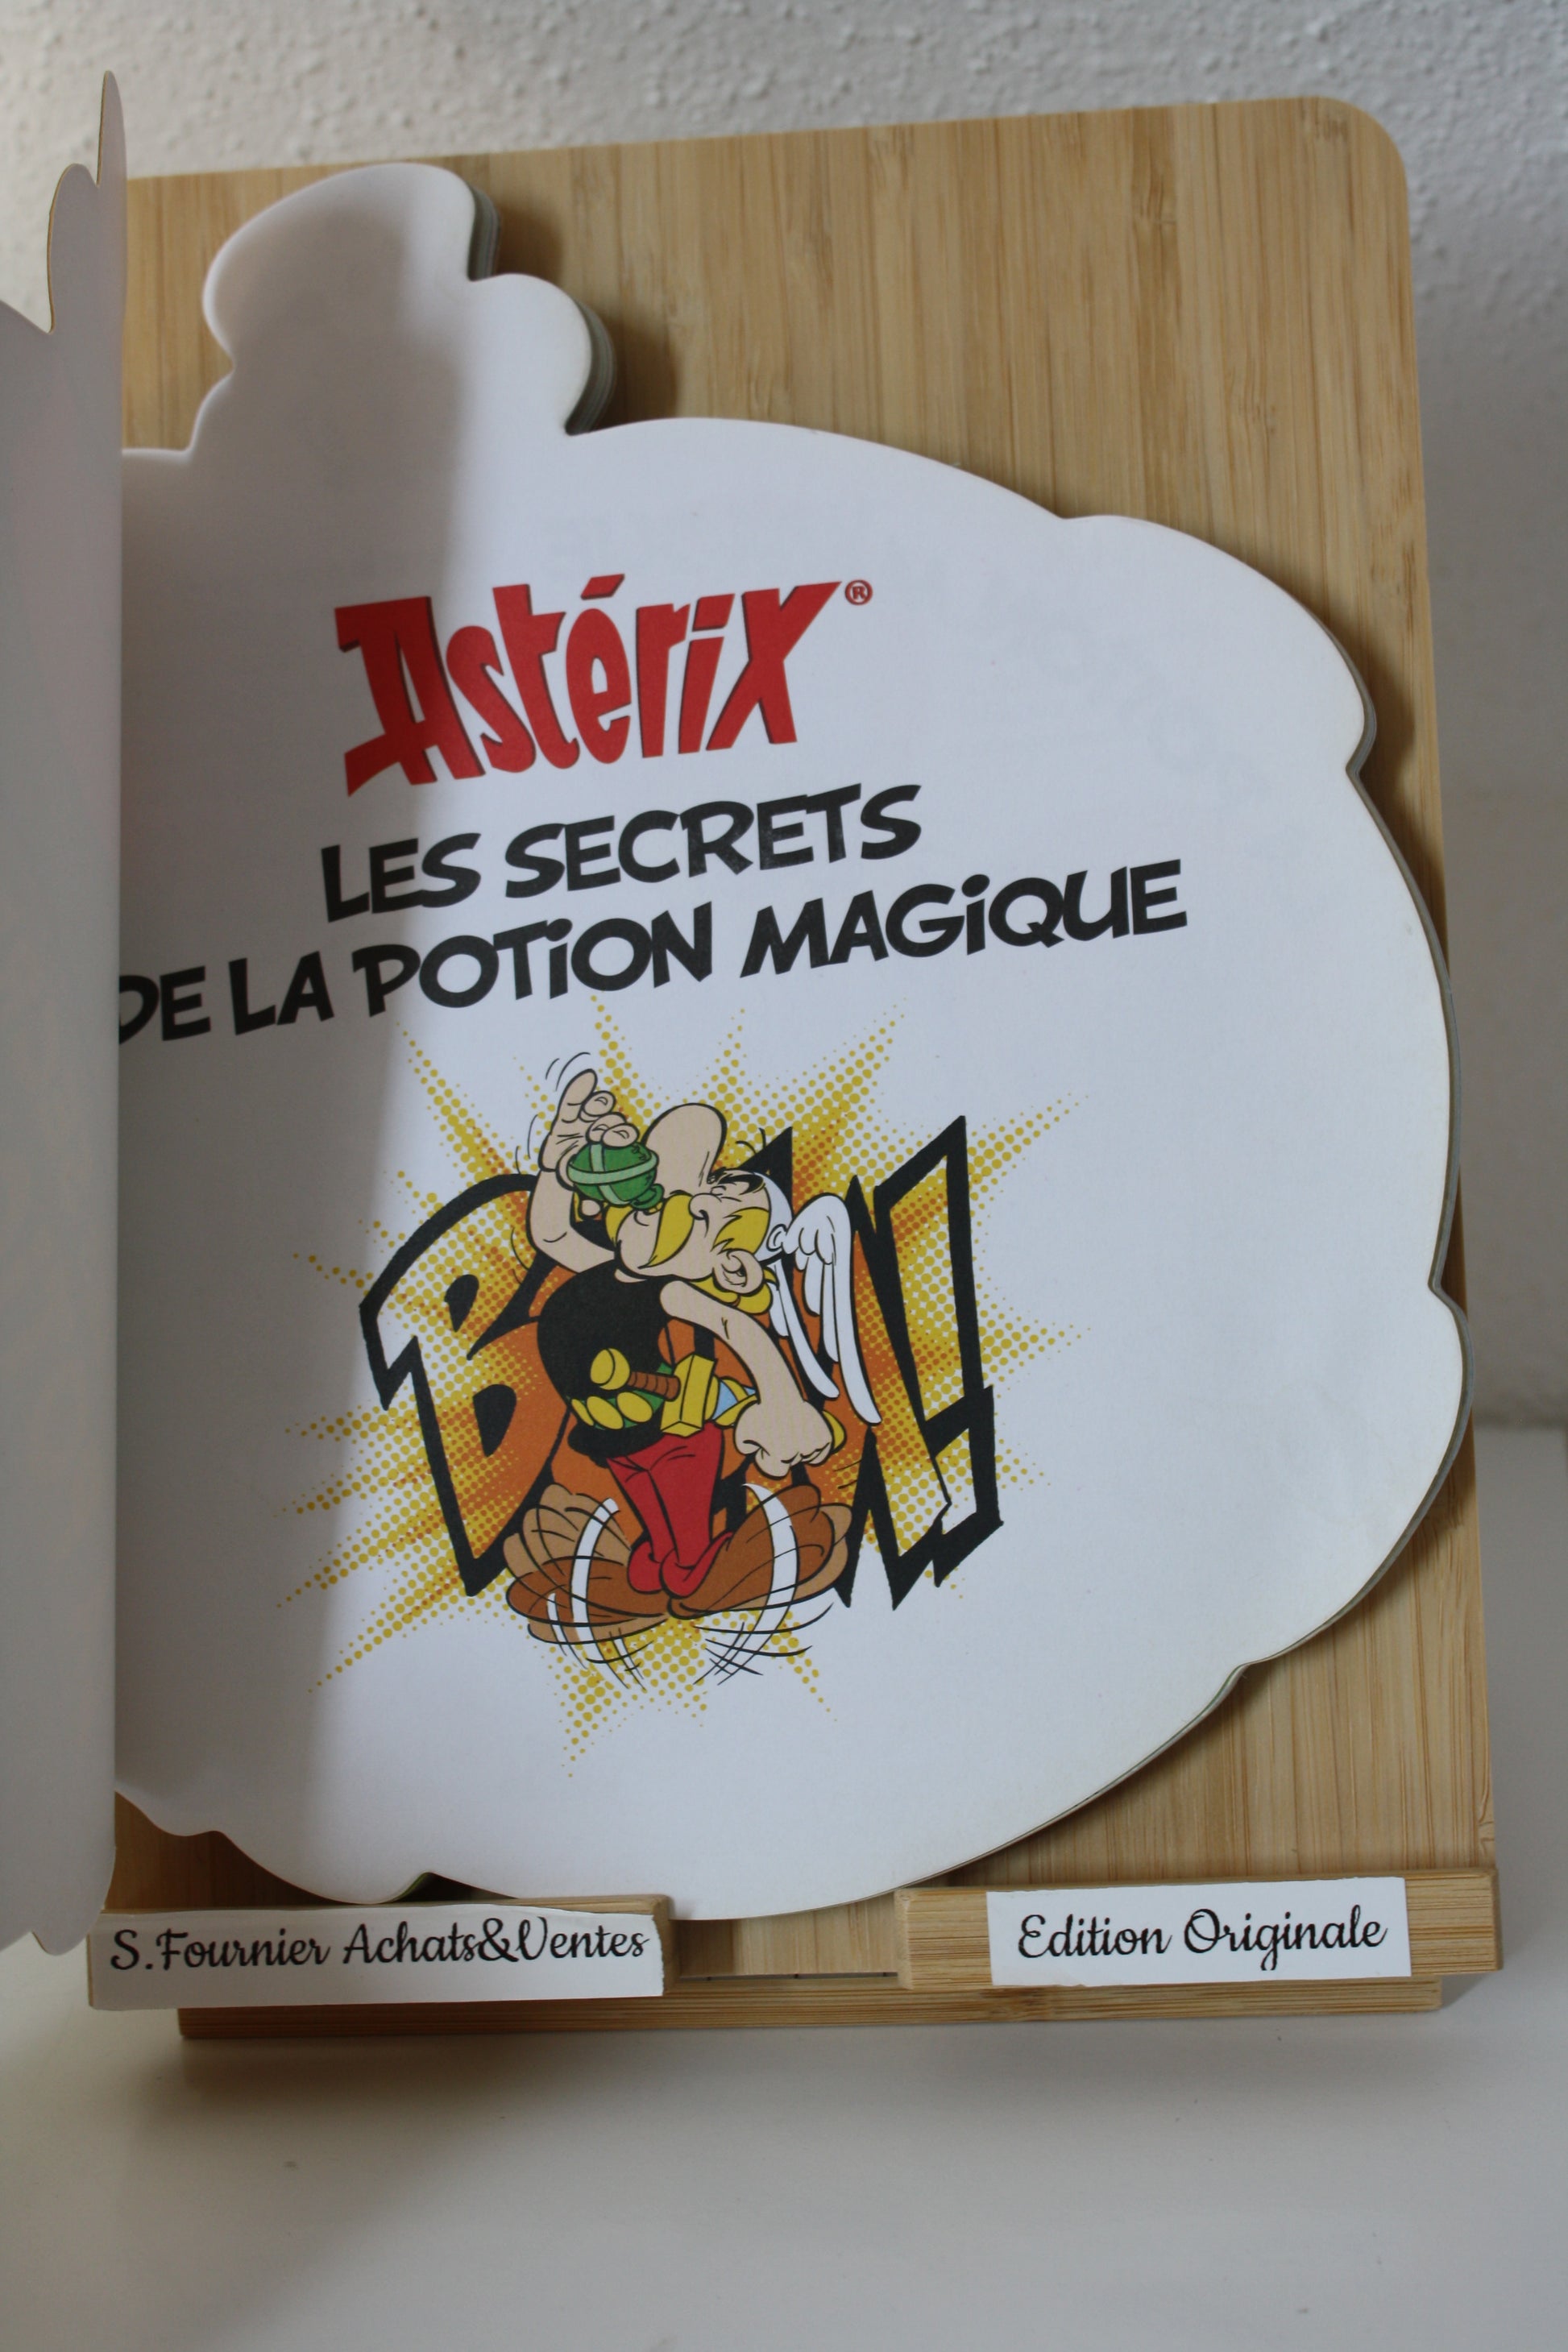 Astérix®
LES SECRETS
DE LA POTION MAGIQUE
S.Fournier Achats&Ventes
Edition Originale